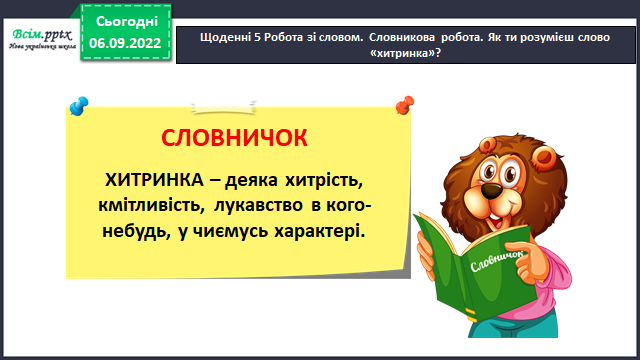 Всім.pptx
Нова українська школа
Сьогодні
06.09.2022
Щоденні 5 Робота зі словом. Словникова робота. Як ти розумієш слово
«хитринка»?
СЛОВНИЧОК
ХИТРИНКА – деяка хитрість,
кмітливість, лукавство в кого-
небудь, у чиємусь характері.
Словничок